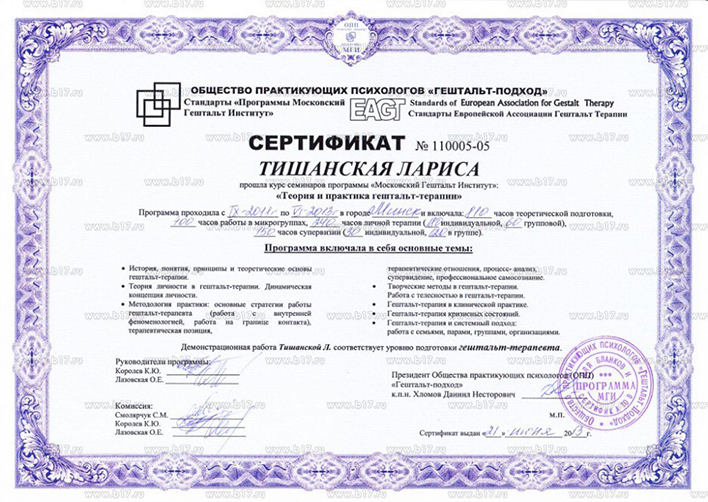 ОПП
МГИ
ОБЩЕСТВО ПРАКТИКУЮЩИХ ПСИХОЛОГОВ «ГЕШТАЛЬТ-ПОДХОД»
Стандарты «Программы Московский Гештальт Институт»
EAGT
Standards of European Association for Gestalt Therapy
Стандарты Европейской Ассоциации Гештальт Терапии
СЕРТИФИКАТ № 110005-05
ТИШАНСКАЯ ЛАРИСА
прошла курс семинаров программы «Московский Гештальт Институт»:
«Теория и практика гештальт-терапии»
Программа проходила с IX-2011г. по VI-2013г. в городе Минск и включала: часов теоретической подготовки,
часов работы в микрогруппах, часов личной терапии ( индивидуальной, 60 групповой),
150 часов супервизии (30 индивидуальной, 120 в группе).
Программа включала в себя основные темы:
• История, понятия, принципы и теоретические основы гештальт-терапии.
• Теория личности в гештальт-терапии. Динамическая концепция личности.
• Методология практики: основные стратегии работы гештальт-терапевта (работа с внутренней феноменологией, работа на границе контакта), терапевтическая позиция,
терапевтические отношения, процесс- анализ, супервидение, профессиональное самосознание.
• Творческие методы в гештальт-терапии.
Работа с телесностью в гештальт-терапии.
• Гештальт-терапия в клинической практике.
• Гештальт-терапия кризисных состояний.
• Гештальт-терапия и системный подход:
работа с семьями, парами, группами, организациями.
Демонстрационная работа Тишанской Л. соответствует уровню подготовки гештальт-терапевта.
Руководители программы:
Королев К.Ю.
Лазовская О.Е.
Комиссия:
Смолярчук С.М.
Королев К.Ю.
Лазовская О.Е.
Президент Общества практикующих психологов (ОПП)
«Гештальт-подход»
к.п.н. Хломов Даниил Несторович
м.п.
Сертификат выдан «21» июня 2013 г.
ПРОГРАММА
МГИ
www.b17.ru